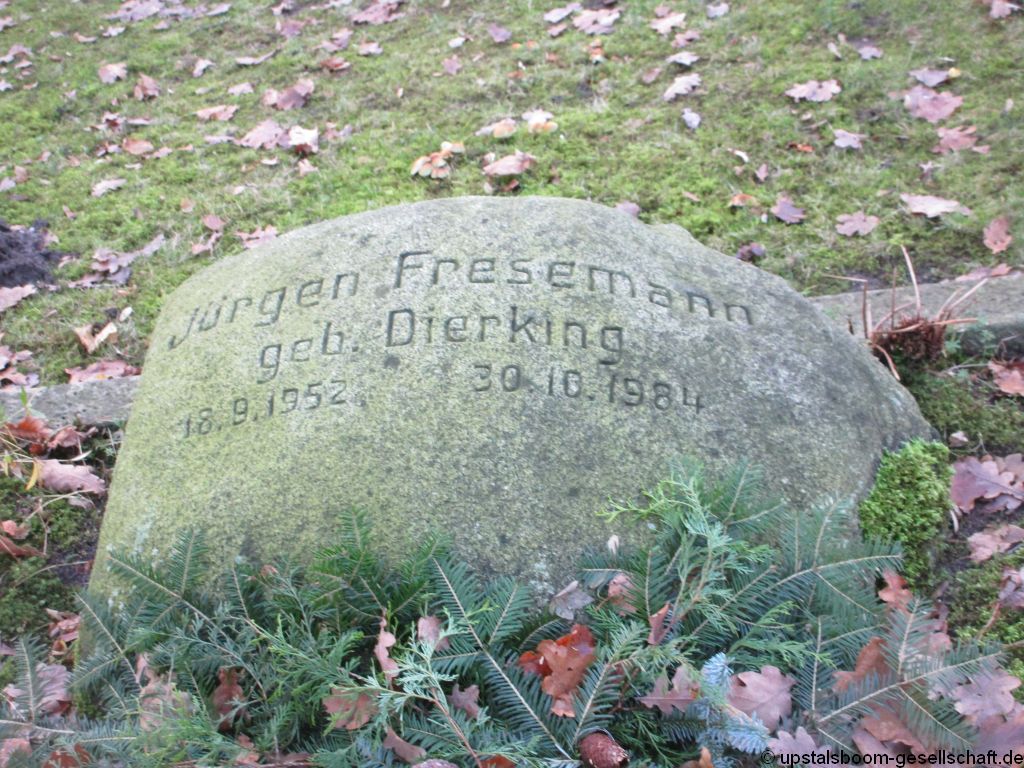 Jürgen Fresemann
geb. Dierking
18.9.1952. 30.10.1984
© upstalsboom-gesellschaft.de